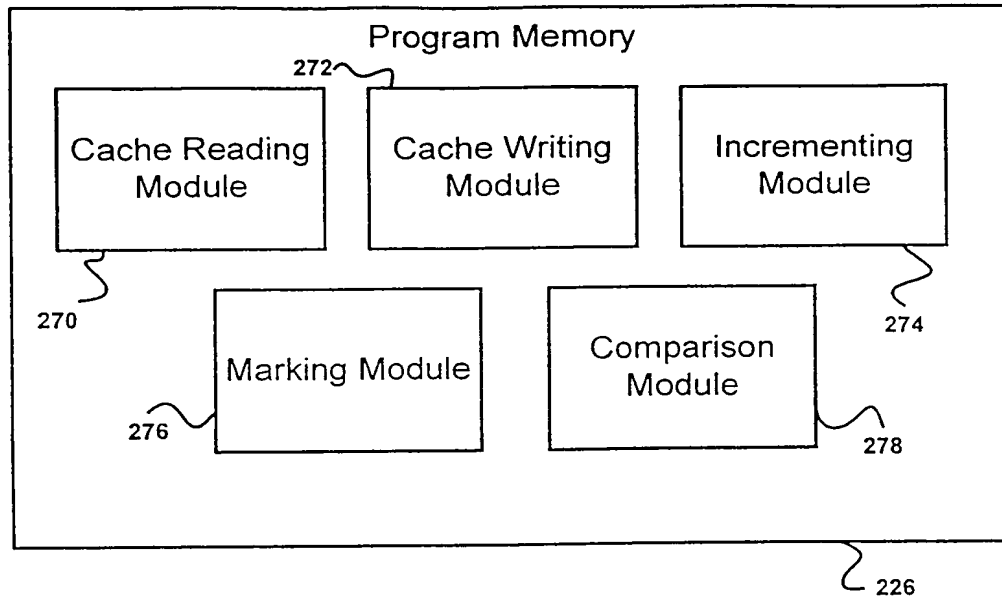 Program Memory
272
Cache Reading
Module
Cache Writing
Module
Incrementing
Module
270
274
Marking Module
Comparison
Module
276
278
226